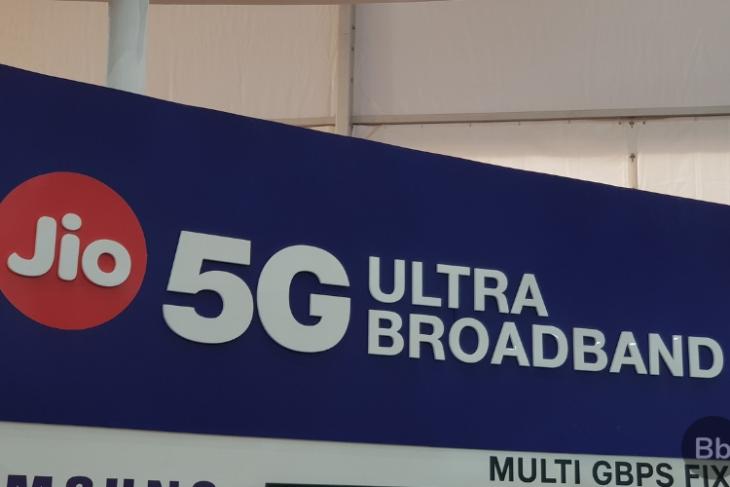 Jio
5G
ULTRA
BROADBAND
MULTI GBPS FIX
Bb